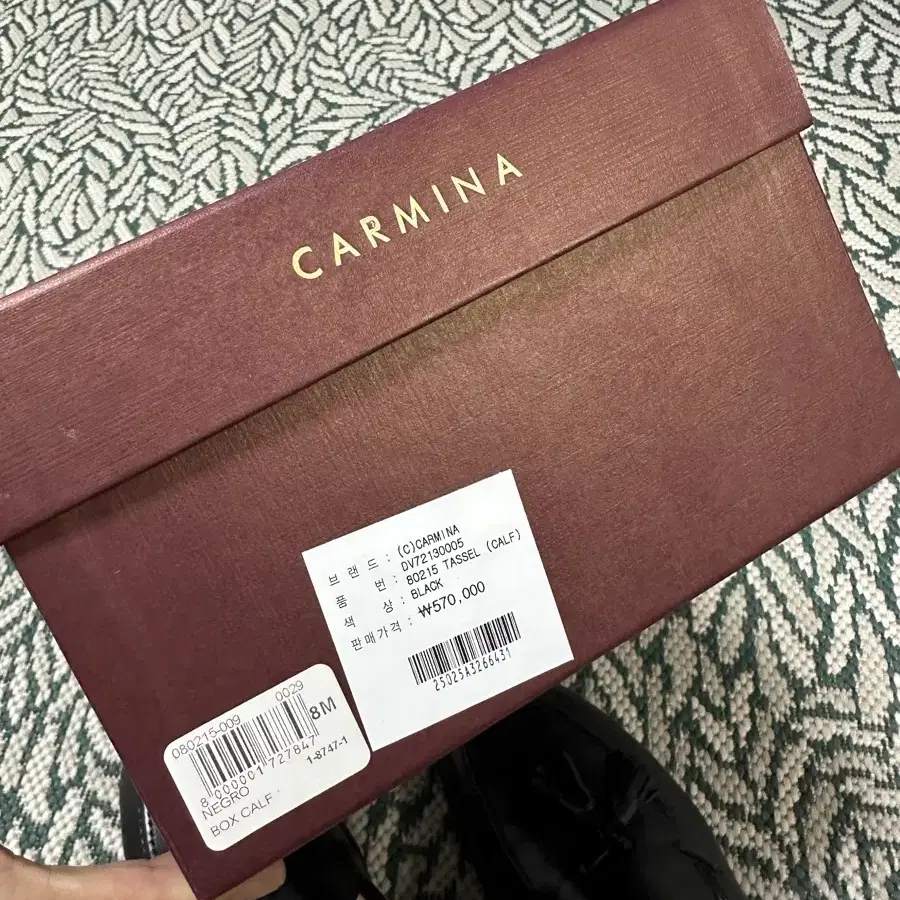 CARMINA
브 랜 드 : (C)CARMINA
DV72130005
품 번 : 80215 TASSEL (CALF)
색 상 : BLACK
판매가격 : ₩570,000
25025A3266431
080215-009 0029
8M
8 000001 727847
1-8747-1
NEGRO
BOX CALF